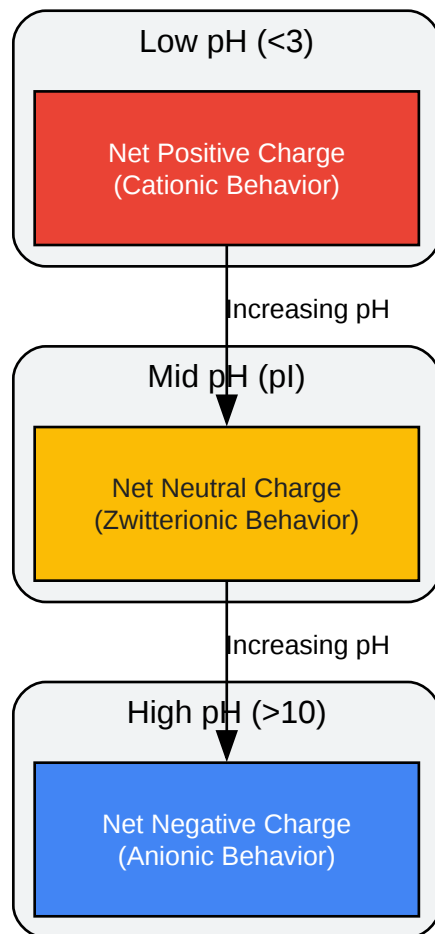 Low pH (<3)
Net Positive Charge
(Cationic Behavior)
Increasing pH
Mid pH (pI)
Net Neutral Charge
(Zwitterionic Behavior)
Increasing pH
High pH (>10)
Net Negative Charge
(Anionic Behavior)